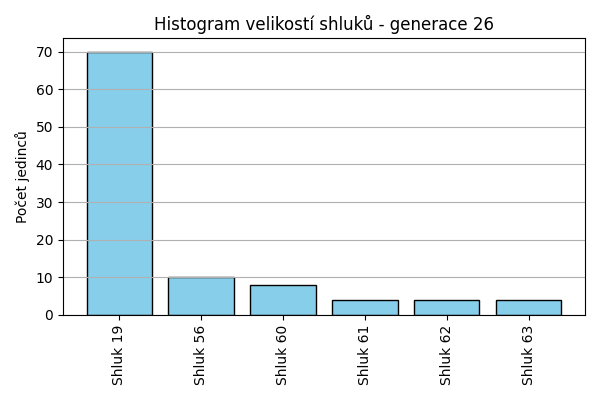 Histogram velikostí shluků - generace 26
Počet jedinců
70
60
50
40
30
20
10
0
Shluk 19
Shluk 56
Shluk 60
Shluk 61
Shluk 62
Shluk 63